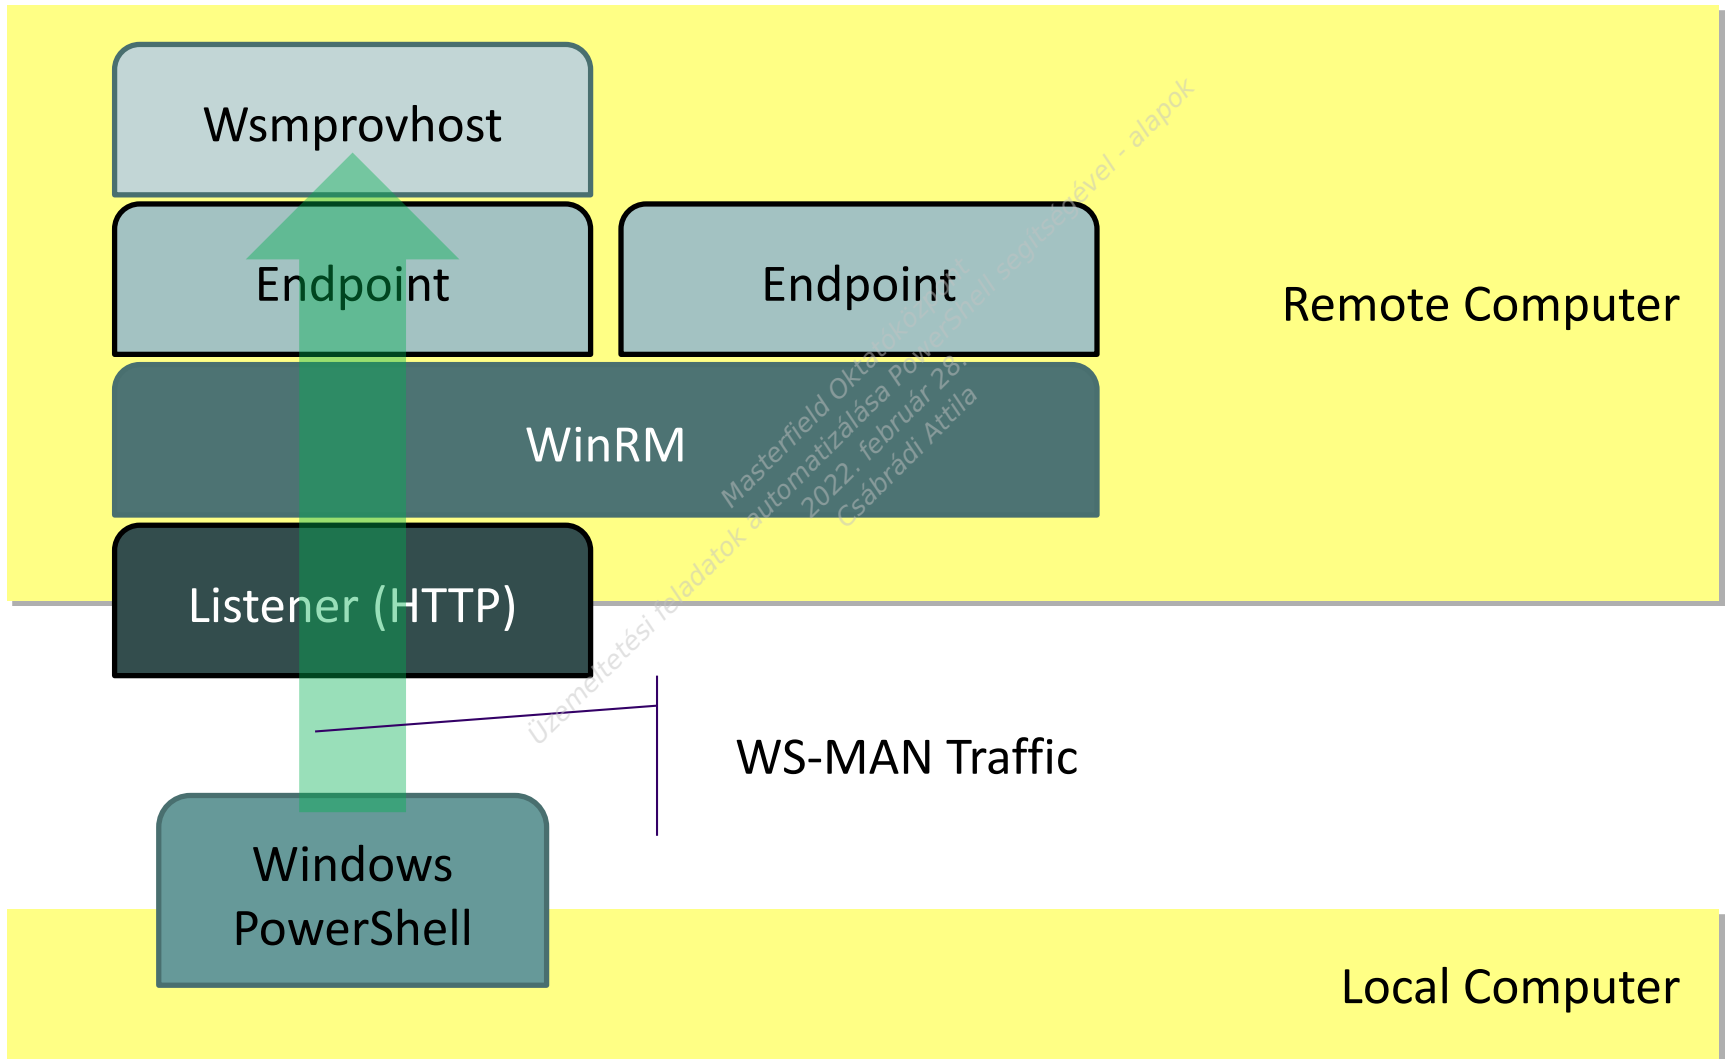 Wsmprovhost
Endpoint
Endpoint
Remote Computer
WinRM
Listener (HTTP)
WS-MAN Traffic
Windows
PowerShell
Local Computer
Masterfield Oktatóközpont
Üzemeltetési feladatok automatizálása PowerShell segítségével - alapok
2022. február 28.
Csábrádi Attila